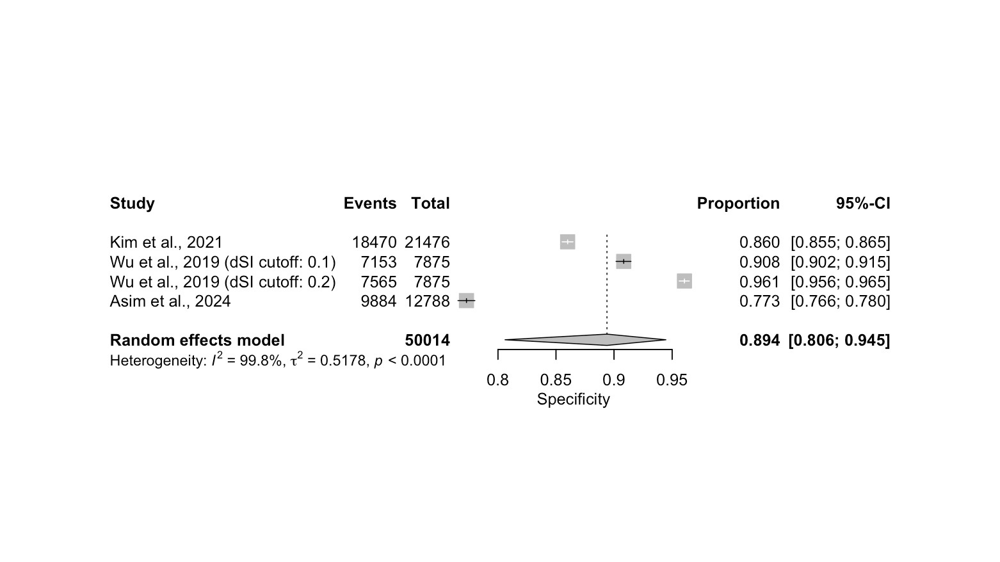 Study Events Total Proportion 95%-CI
Kim et al., 2021 18470 21476 0.860 [0.855; 0.865]
Wu et al., 2019 (dSI cutoff: 0.1) 7153 7875 0.908 [0.902; 0.915]
Wu et al., 2019 (dSI cutoff: 0.2) 7565 7875 0.961 [0.956; 0.965]
Asim et al., 2024 9884 12788 0.773 [0.766; 0.780]
Random effects model 50014 0.894 [0.806; 0.945]
Heterogeneity: I² = 99.8%, τ² = 0.5178, p < 0.0001
0.8 0.85 0.9 0.95
Specificity